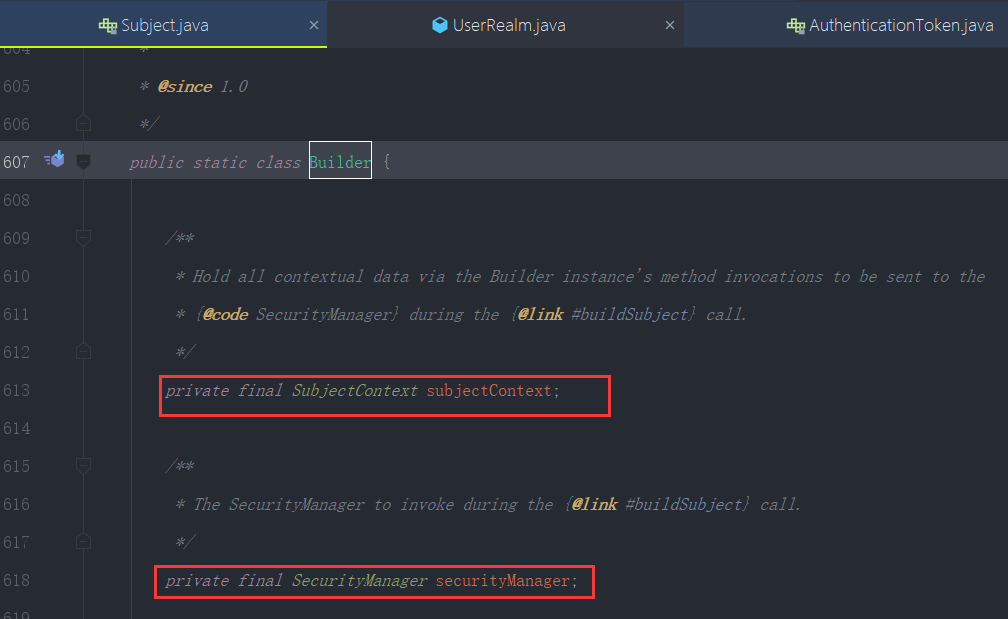 Subject.java
UserRealm.java
AuthenticationToken.java
604 *
605 * @since 1.0
606 */
607 public static class Builder {
608
609 /**
610 * Hold all contextual data via the Builder instance's method invocations to be sent to the
611 * {@code SecurityManager} during the {@link #buildSubject} call.
612 */
613 private final SubjectContext subjectContext;
614
615 /**
616 * The SecurityManager to invoke during the {@link #buildSubject} call.
617 */
618 private final SecurityManager securityManager;
619